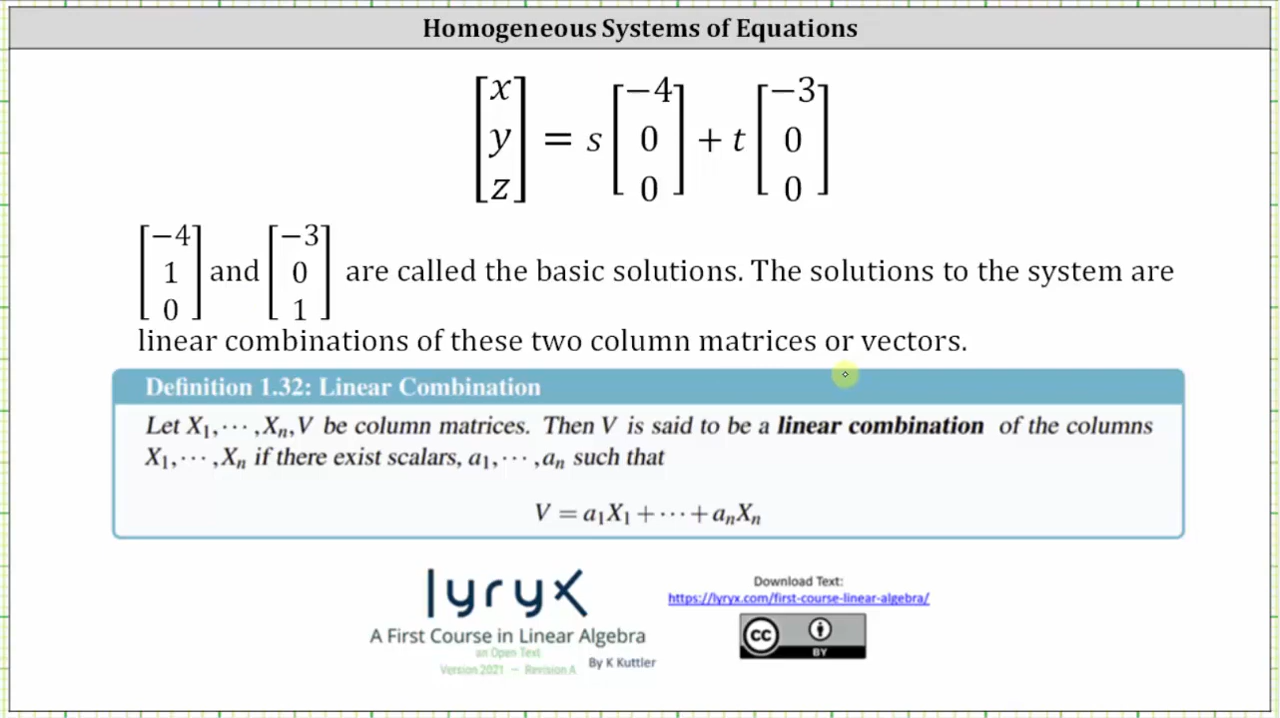 Homogeneous Systems of Equations
[x y z] = s [−4 0 0] + t [−3 0 0]
[−4 1 0] and [−3 0 1] are called the basic solutions. The solutions to the system are
linear combinations of these two column matrices or vectors.
Definition 1.32: Linear Combination
Let X₁,⋯,Xₙ,V be column matrices. Then V is said to be a linear combination of the columns
X₁,⋯,Xₙ if there exist scalars, a₁,⋯,aₙ such that
V = a₁X₁ + ⋯ + aₙXₙ
lyryx
A First Course in Linear Algebra
an Open Text
Version 2021 — Revision A
By K Kuttler
Download Text:
https://lyryx.com/first-course-linear-algebra/
cc
BY